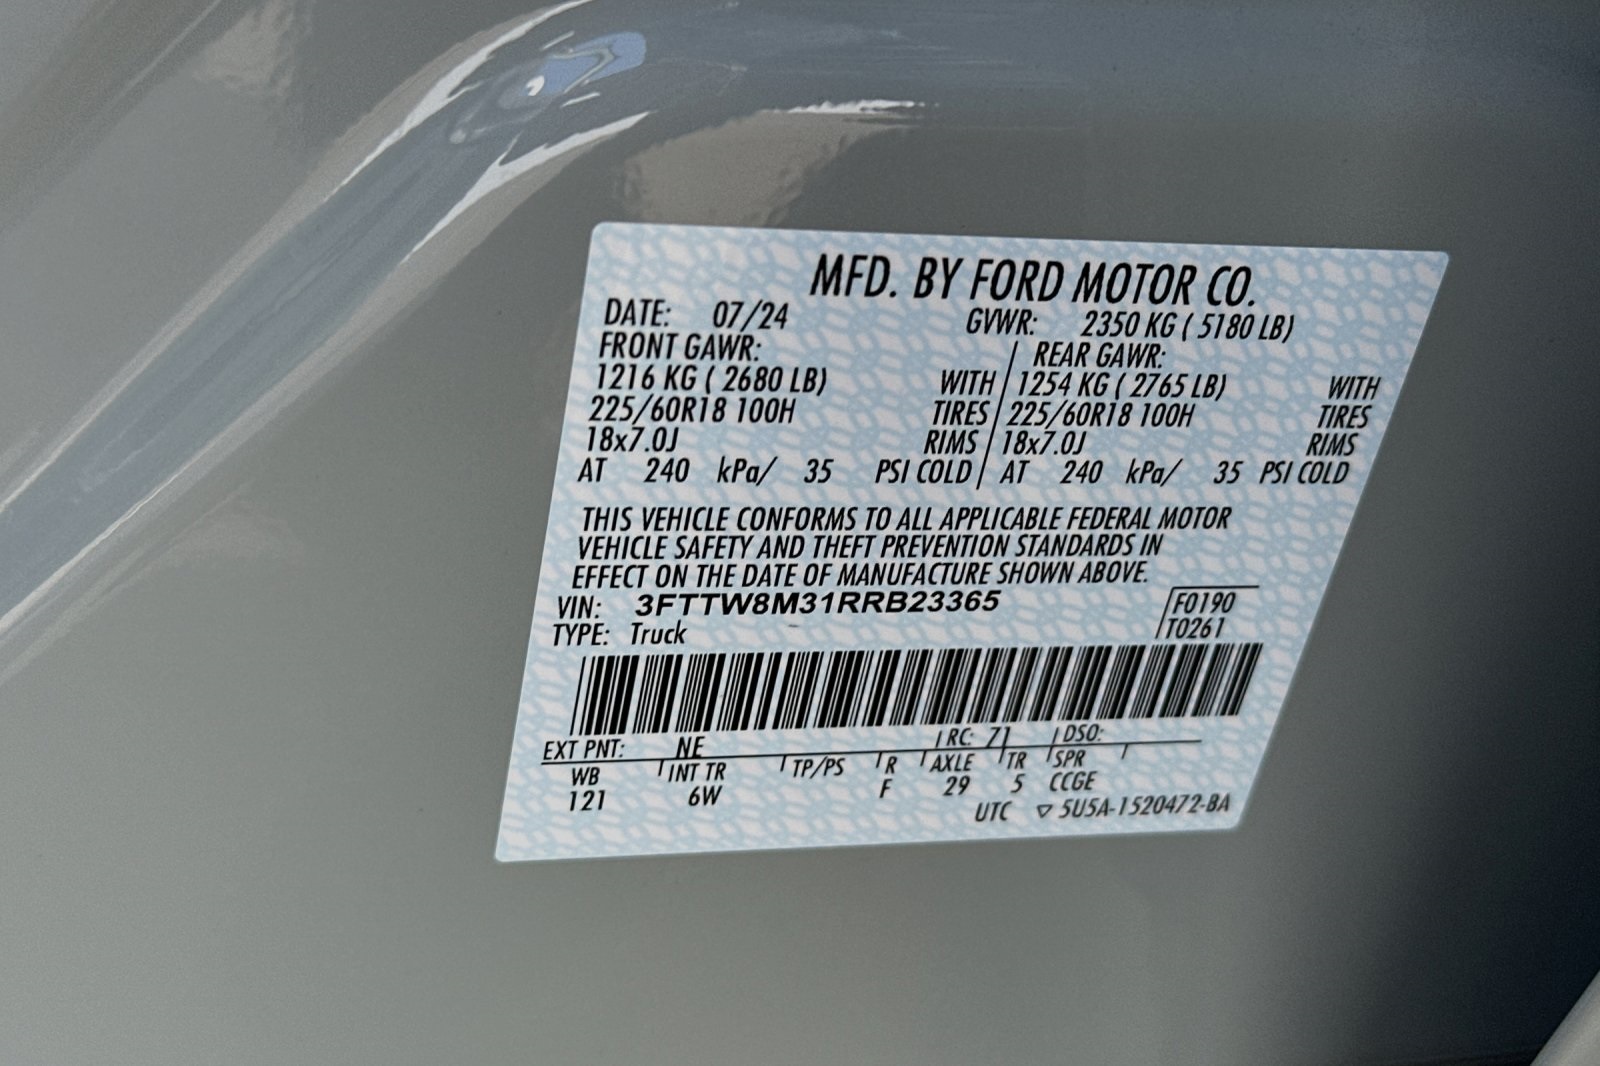 MFD. BY FORD MOTOR CO.
DATE: 07/24 GVWR: 2350 KG ( 5180 LB)
FRONT GAWR: REAR GAWR:
1216 KG ( 2680 LB) WITH 1254 KG ( 2765 LB) WITH
225/60R18 100H TIRES 225/60R18 100H TIRES
18x7.0J RIMS 18x7.0J RIMS
AT 240 kPa/ 35 PSI COLD AT 240 kPa/ 35 PSI COLD
THIS VEHICLE CONFORMS TO ALL APPLICABLE FEDERAL MOTOR
VEHICLE SAFETY AND THEFT PREVENTION STANDARDS IN
EFFECT ON THE DATE OF MANUFACTURE SHOWN ABOVE.
VIN: 3FTTW8M31RRB23365 F0190
TYPE: Truck T0261
EXT PNT: NE RC: 71 DSO:
WB INT TR TP/PS R AXLE TR SPR
121 6W F 29 5 CCGE
UTC ▽ 5U5A-1520472-BA